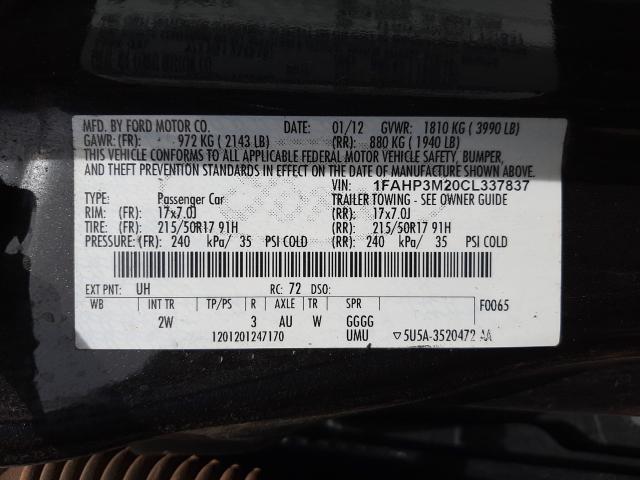 MFD. BY FORD MOTOR CO. DATE: 01/12 GVWR: 1810 KG ( 3990 LB)
GAWR: (FR): 972 KG ( 2143 LB) (RR): 880 KG ( 1940 LB)
THIS VEHICLE CONFORMS TO ALL APPLICABLE FEDERAL MOTOR VEHICLE SAFETY, BUMPER,
AND THEFT PREVENTION STANDARDS IN EFFECT ON THE DATE OF MANUFACTURE SHOWN ABOVE.
VIN: 1FAHP3M20CL337837
TYPE: Passenger Car TRAILER TOWING - SEE OWNER GUIDE
RIM: 17x7.0J (RR): 17x7.0J
TIRE: 215/50R17 91H (RR): 215/50R17 91H
PRESSURE: (FR): 240 kPa/ 35 PSI COLD (RR): 240 kPa/ 35 PSI COLD
EXT PNT: UH RC: 72 DSO:
WB INT TR TP/PS R AXLE TR SPR F0065
2W 3 AU W GGGG
1201201247170 UMU ▽5U5A-3520472 AA